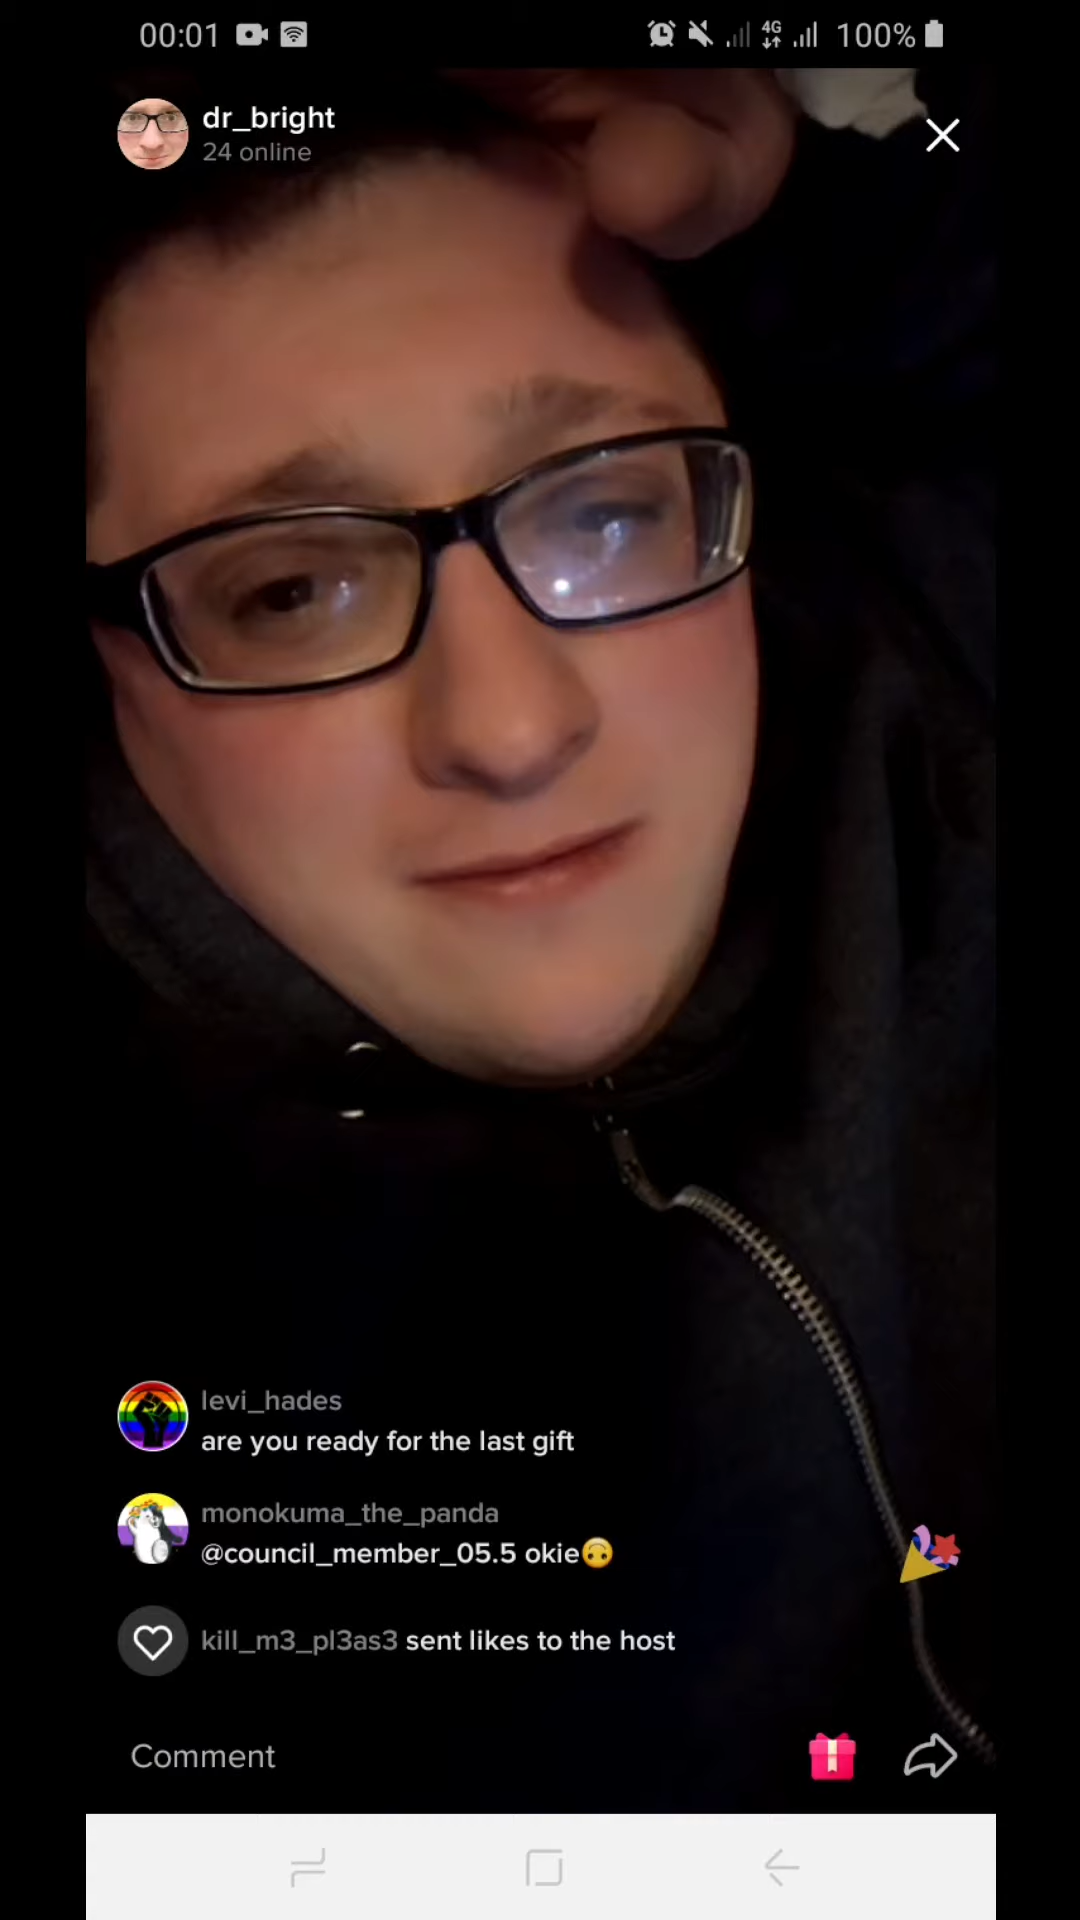 00:01
4G
100%
dr_bright
24 online
levi_hades
are you ready for the last gift
monokuma_the_panda
@council_member_05.5 okie🙃
kill_m3_pl3as3 sent likes to the host
Comment